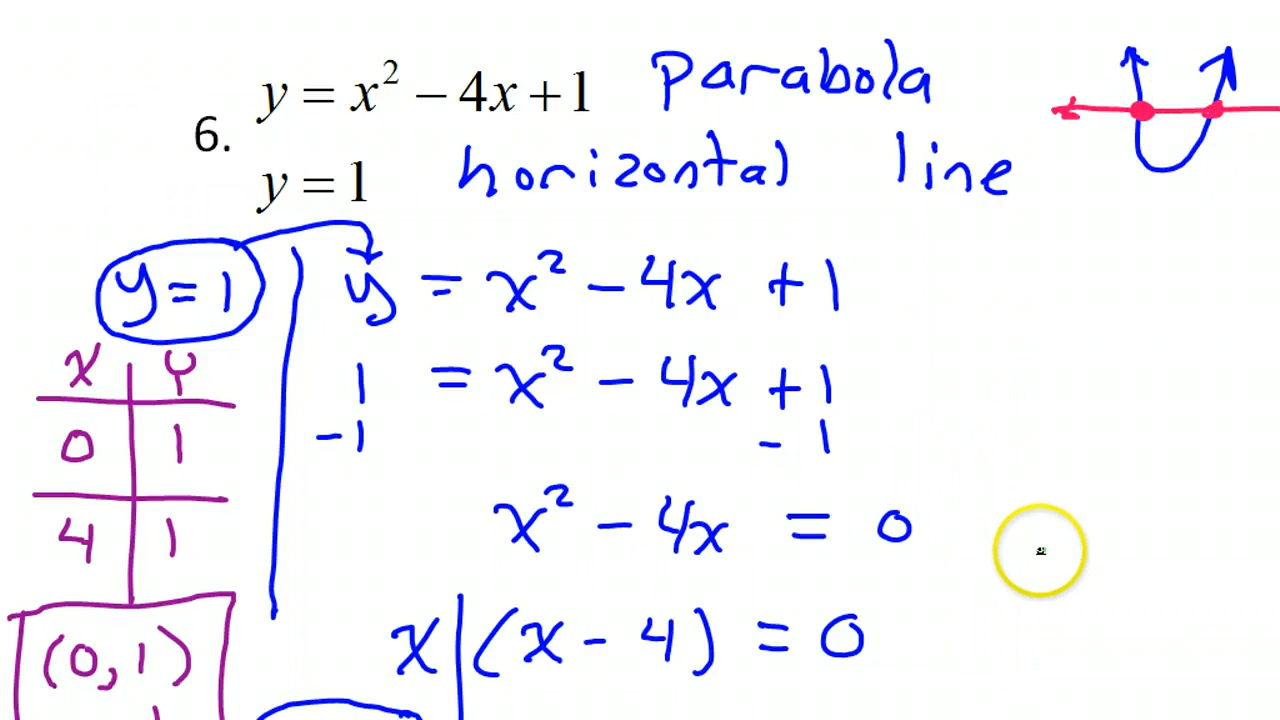 6.
y = x² − 4x + 1 parabola
y = 1 horizontal line
y = 1
y = x² − 4x + 1
1 = x² − 4x + 1
−1 − 1
x² − 4x = 0
x (x − 4) = 0
x y
0 1
4 1
(0, 1)